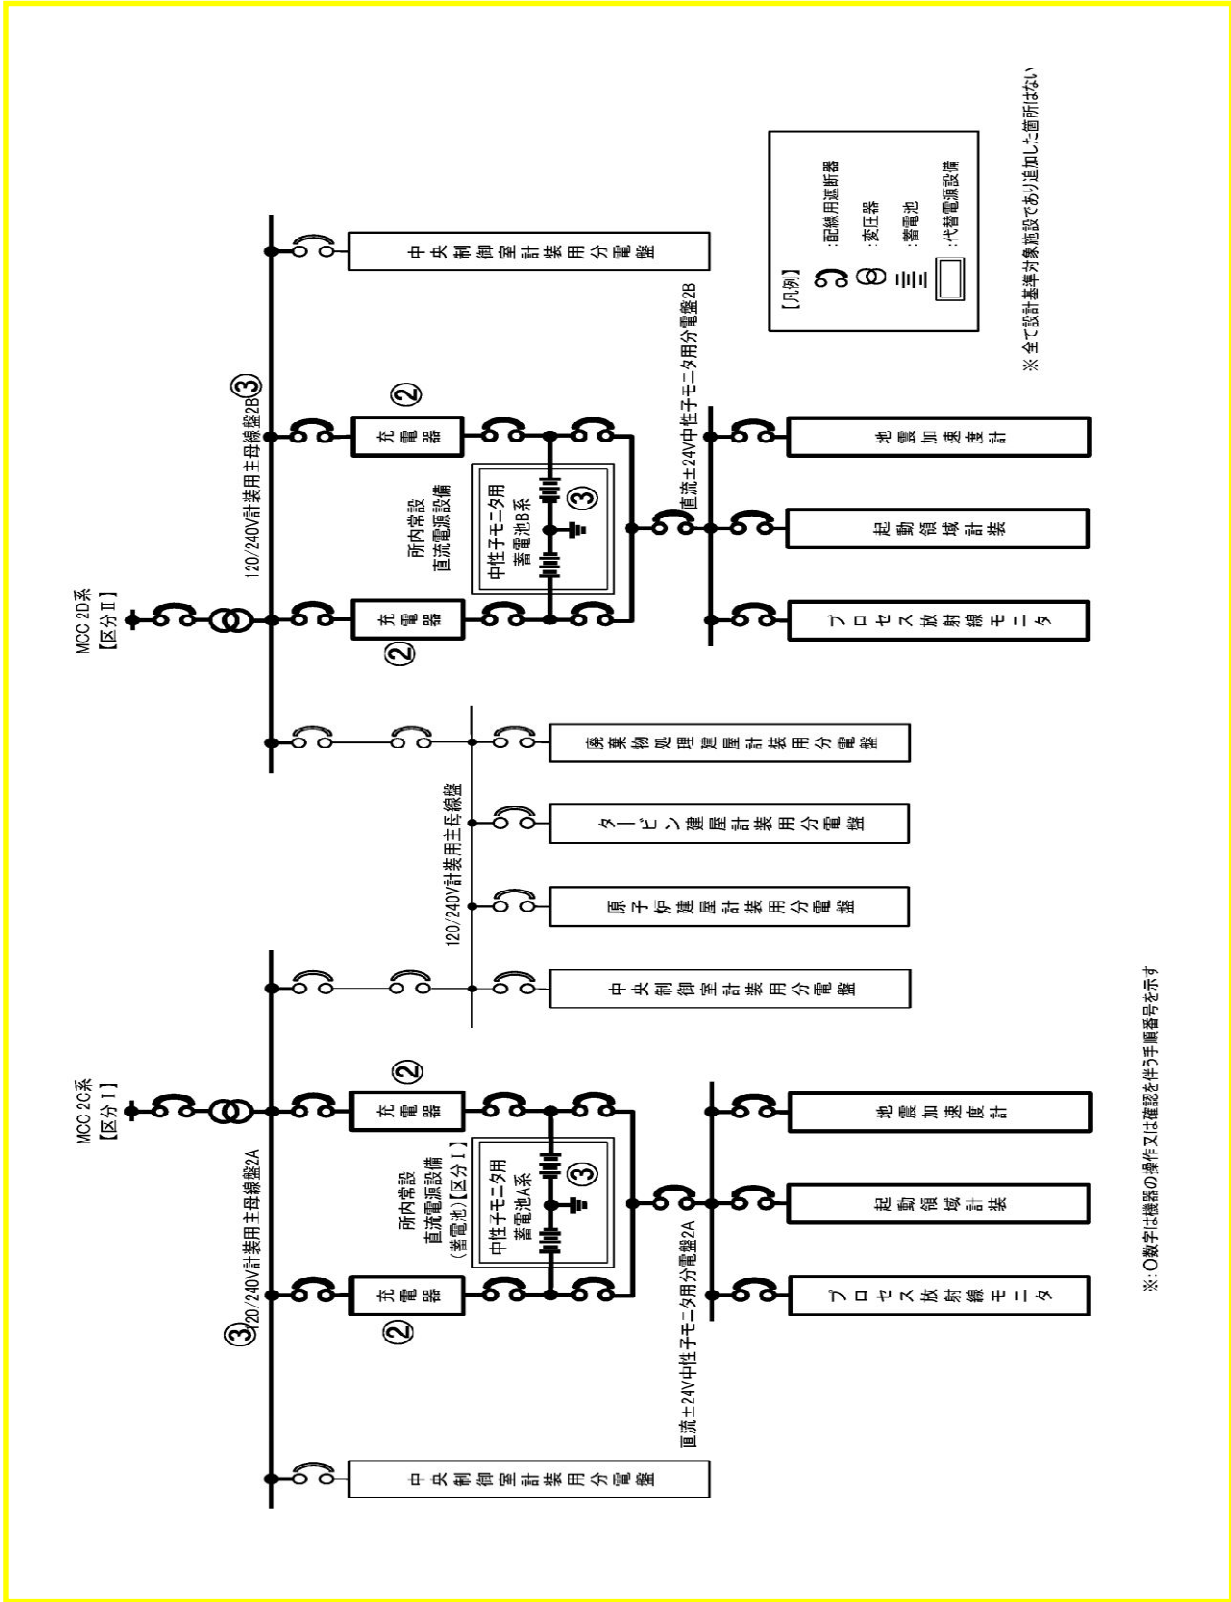 MCC 2C系
【区分Ⅰ】
MCC 2D系
【区分Ⅱ】
③
120/240V計装用主母線盤2A
120/240V計装用主母線盤2B
③
中央制御室計装用分電盤
充電器
②
充電器
②
所内常設
直流電源設備
(蓄電池)【区分Ⅰ】
中性子モニタ用
蓄電池A系
③
120/240V計装用主母線盤
中央制御室計装用分電盤
原子炉建屋計装用分電盤
タービン建屋計装用分電盤
廃棄物処理建屋計装用分電盤
充電器
②
充電器
②
所内常設
直流電源設備
中性子モニタ用
蓄電池B系
③
中央制御室計装用分電盤
直流±24V中性子モニタ用分電盤2A
プロセス放射線モニタ
起動領域計装
地震加速度計
直流±24V中性子モニタ用分電盤2B
プロセス放射線モニタ
起動領域計装
地震加速度計
【凡例】
:配線用遮断器
:変圧器
:蓄電池
:代替電源設備
※ 全て設計基準対象施設であり追加した箇所はない
※:〇数字は機器の操作又は確認を伴う手順番号を示す